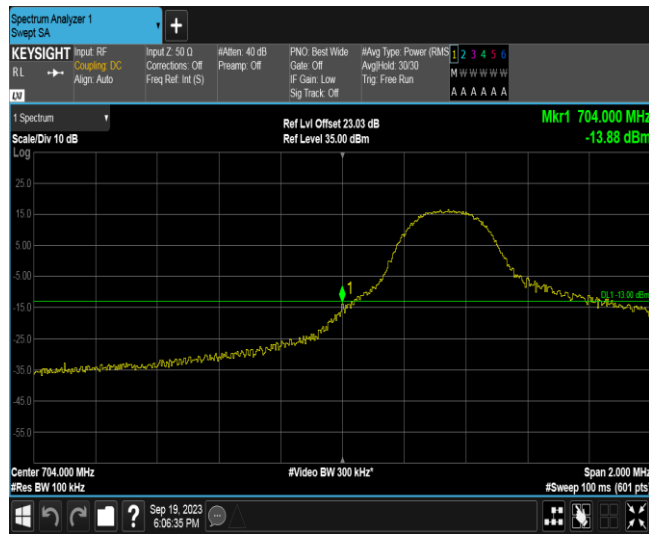 Spectrum Analyzer 1
Swept SA
+
KEYSIGHT
RL
LXI
Input: RF
Coupling: DC
Align: Auto
Input Z: 50 Ω
Corrections: Off
Freq Ref: Int (S)
#Atten: 40 dB
Preamp: Off
PNO: Best Wide
Gate: Off
IF Gain: Low
Sig Track: Off
#Avg Type: Power (RMS
Avg|Hold: 30/30
Trig: Free Run
1 2 3 4 5 6
M W W W W W
A A A A A A
1 Spectrum
Scale/Div 10 dB
Ref Lvl Offset 23.03 dB
Ref Level 35.00 dBm
Mkr1 704.000 MHz
-13.88 dBm
Log
25.0
15.0
5.00
-5.00
-15.0
-25.0
-35.0
-45.0
-55.0
1
DL1 -13.00 dBm
Center 704.000 MHz
#Res BW 100 kHz
#Video BW 300 kHz*
Span 2.000 MHz
#Sweep 100 ms (601 pts)
?
Sep 19, 2023
6:06:35 PM